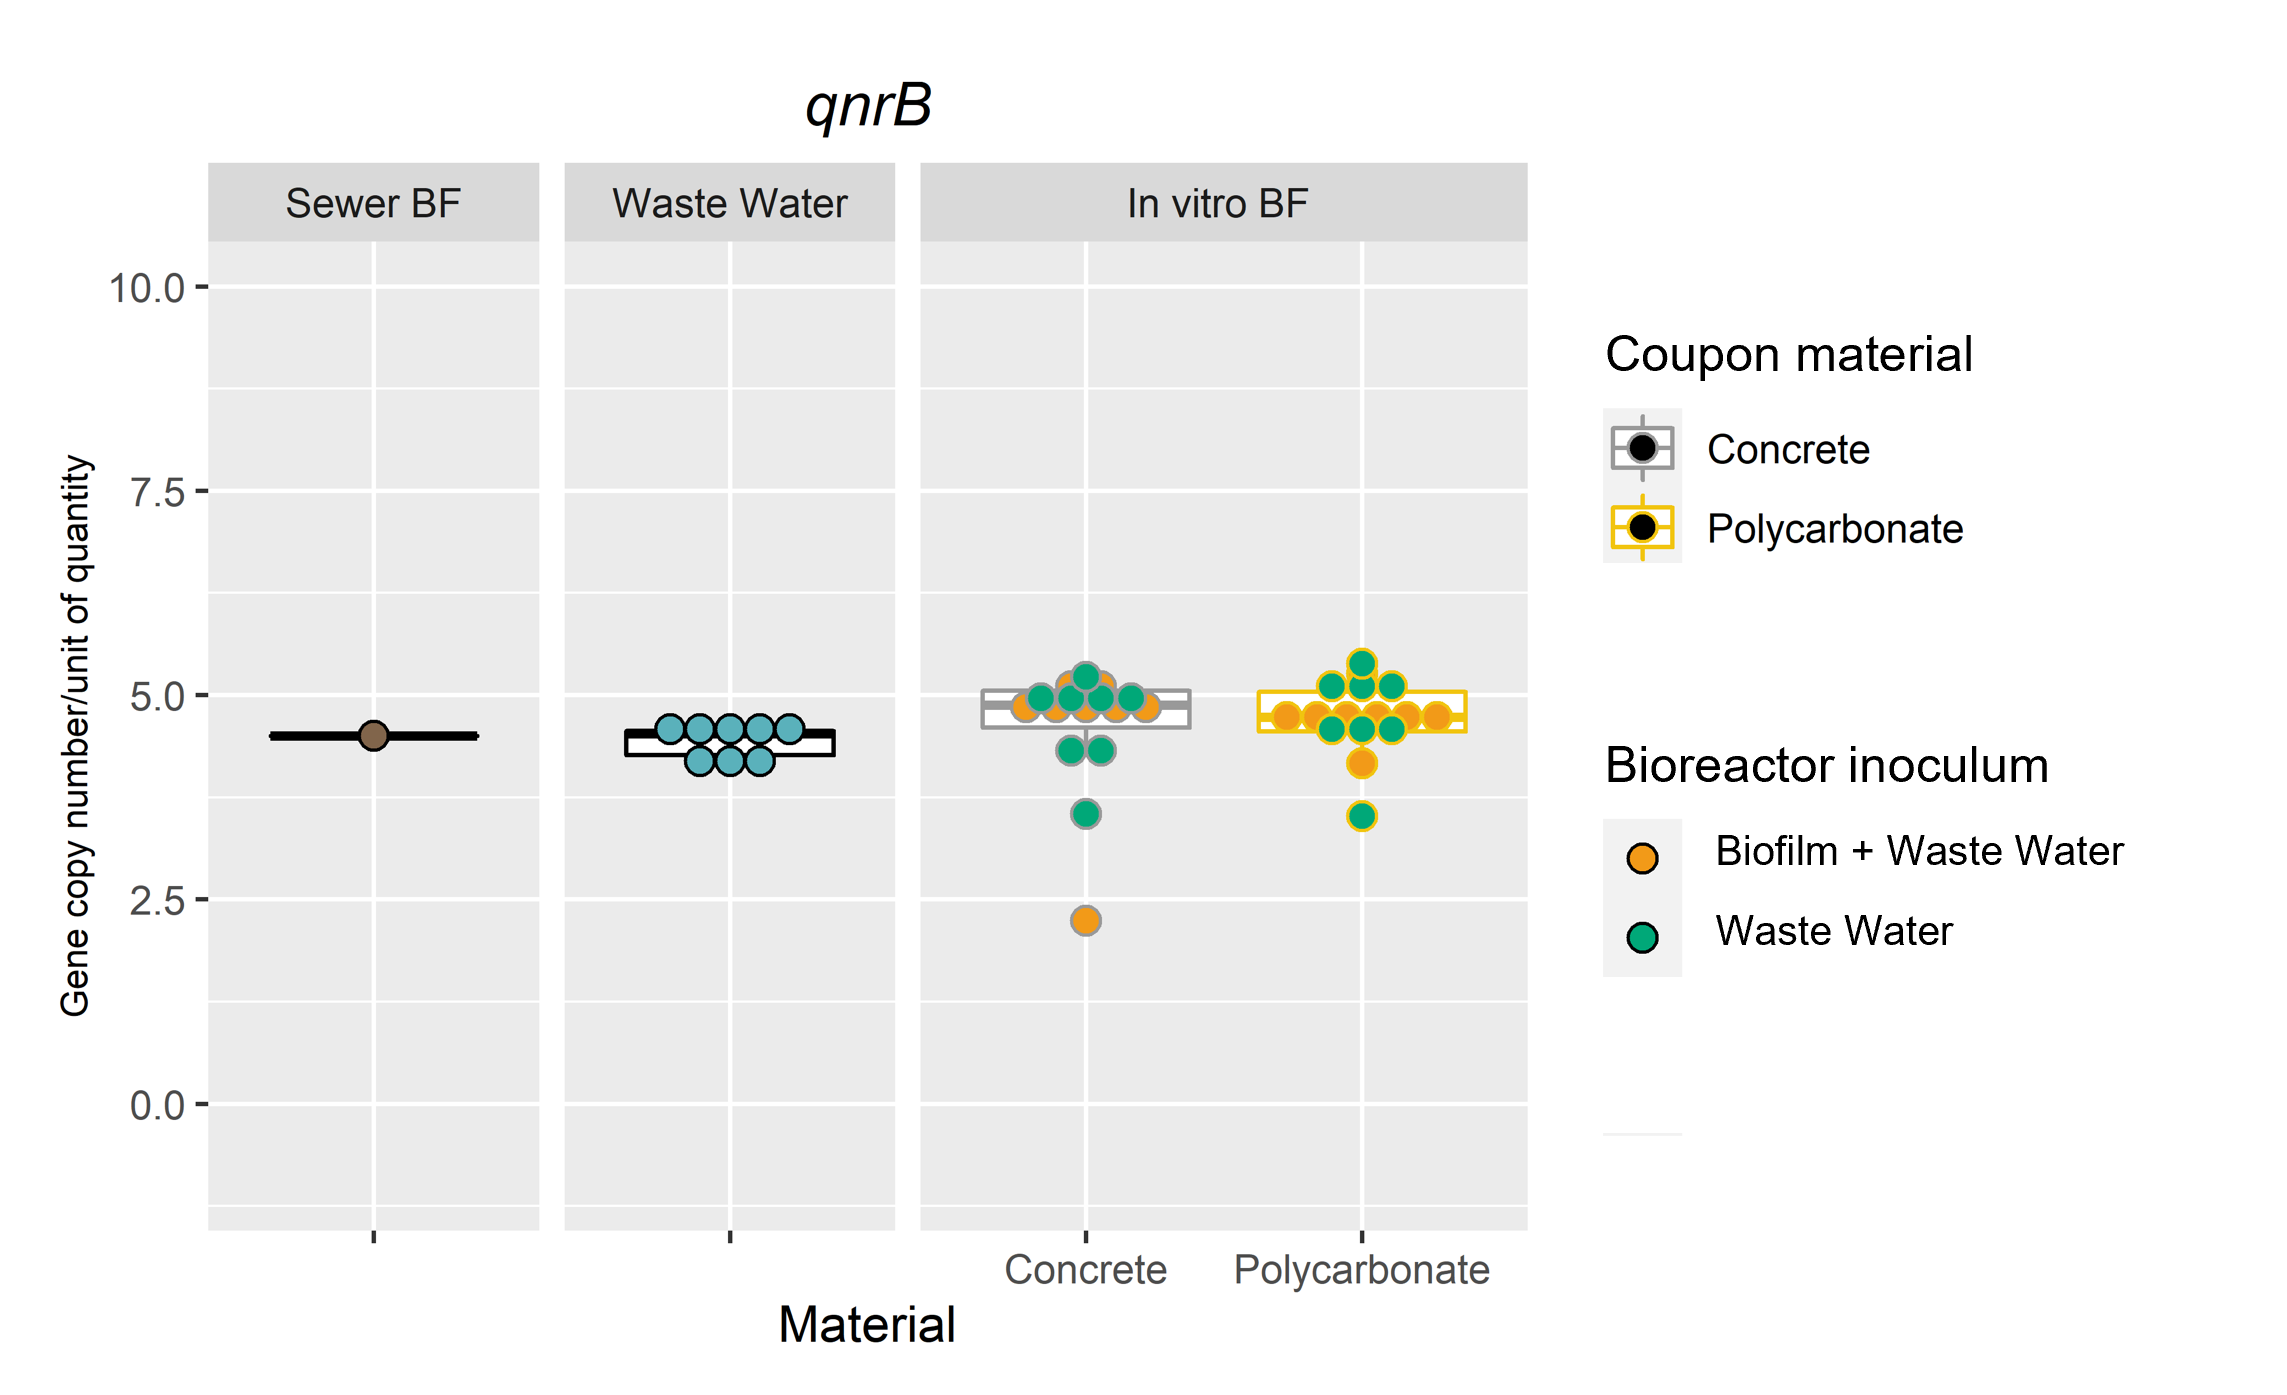 qnrB
Sewer BF
Waste Water
In vitro BF
10.0
7.5
5.0
2.5
0.0
Gene copy number/unit of quantity
Concrete
Polycarbonate
Material
Coupon material
Concrete
Polycarbonate
Bioreactor inoculum
Biofilm + Waste Water
Waste Water